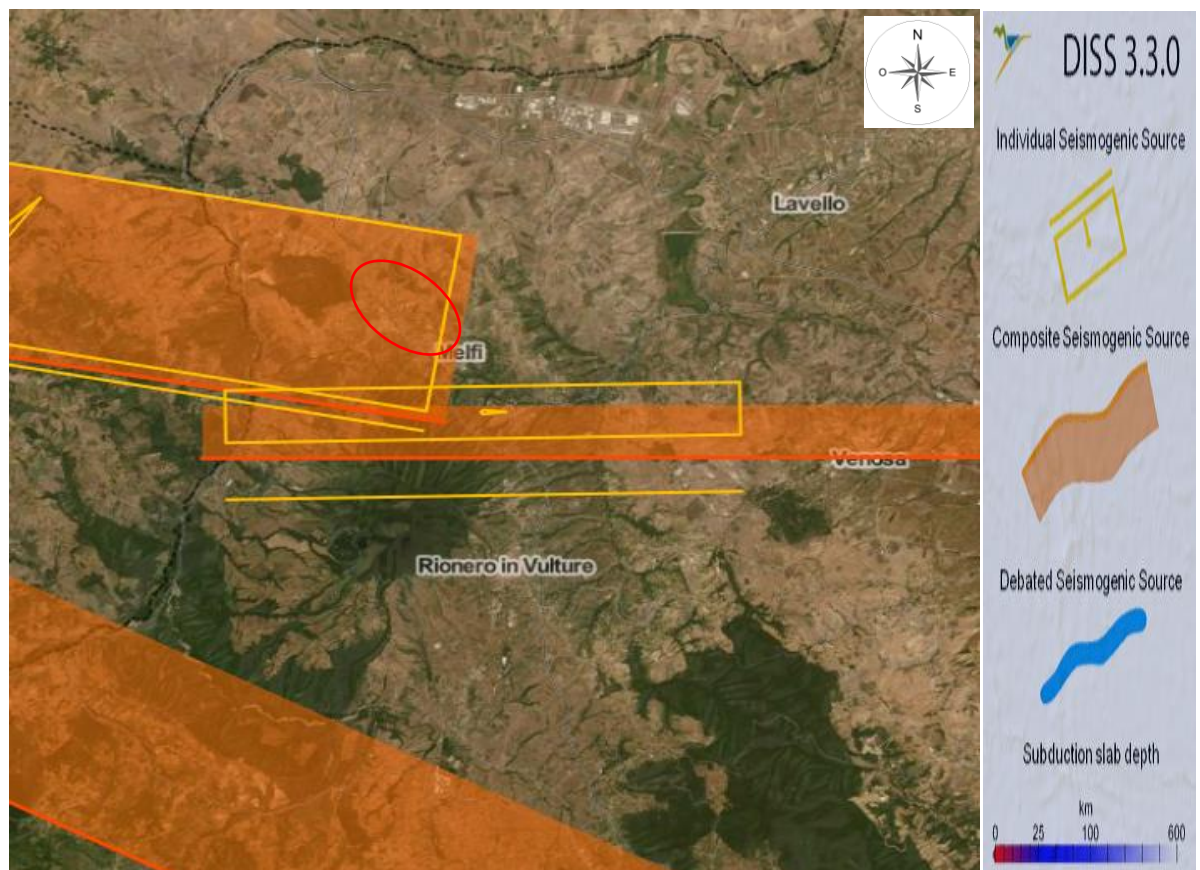 N
O E
S
Lavello
Melfi
Venosa
Rionero in Vulture
DISS 3.3.0
Individual Seismogenic Source
Composite Seismogenic Source
Debated Seismogenic Source
Subduction slab depth
km
0 25 100 600